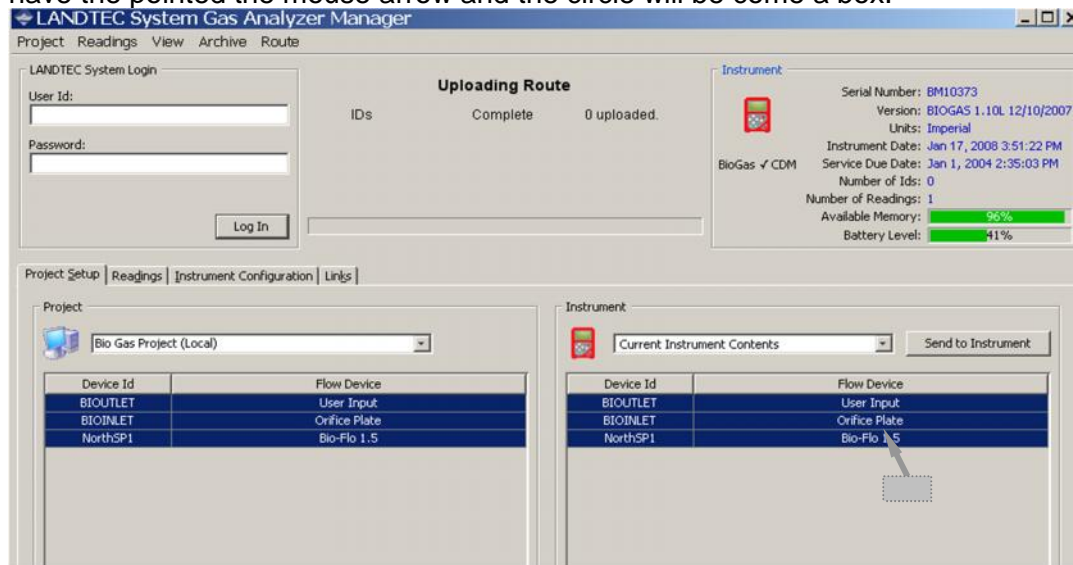 have the pointed the mouse arrow and the circle will be come a box.
LANDTEC System Gas Analyzer Manager
Project Readings View Archive Route
LANDTEC System Login
User Id:
Password:
Log In
Uploading Route
IDs Complete 0 uploaded.
Instrument
BioGas ✓ CDM
Serial Number: BM10373
Version: BIOGAS 1.10L 12/10/2007
Units: Imperial
Instrument Date: Jan 17, 2008 3:51:22 PM
Service Due Date: Jan 1, 2004 2:35:03 PM
Number of Ids: 0
Number of Readings: 1
Available Memory: 96%
Battery Level: 41%
Project Setup Readings Instrument Configuration Links
Project
Bio Gas Project (Local)
Device Id Flow Device
BIOUTLET User Input
BIOINLET Orifice Plate
NorthSP1 Bio-Flo 1.5
Instrument
Current Instrument Contents Send to Instrument
Device Id Flow Device
BIOUTLET User Input
BIOINLET Orifice Plate
NorthSP1 Bio-Flo 1.5